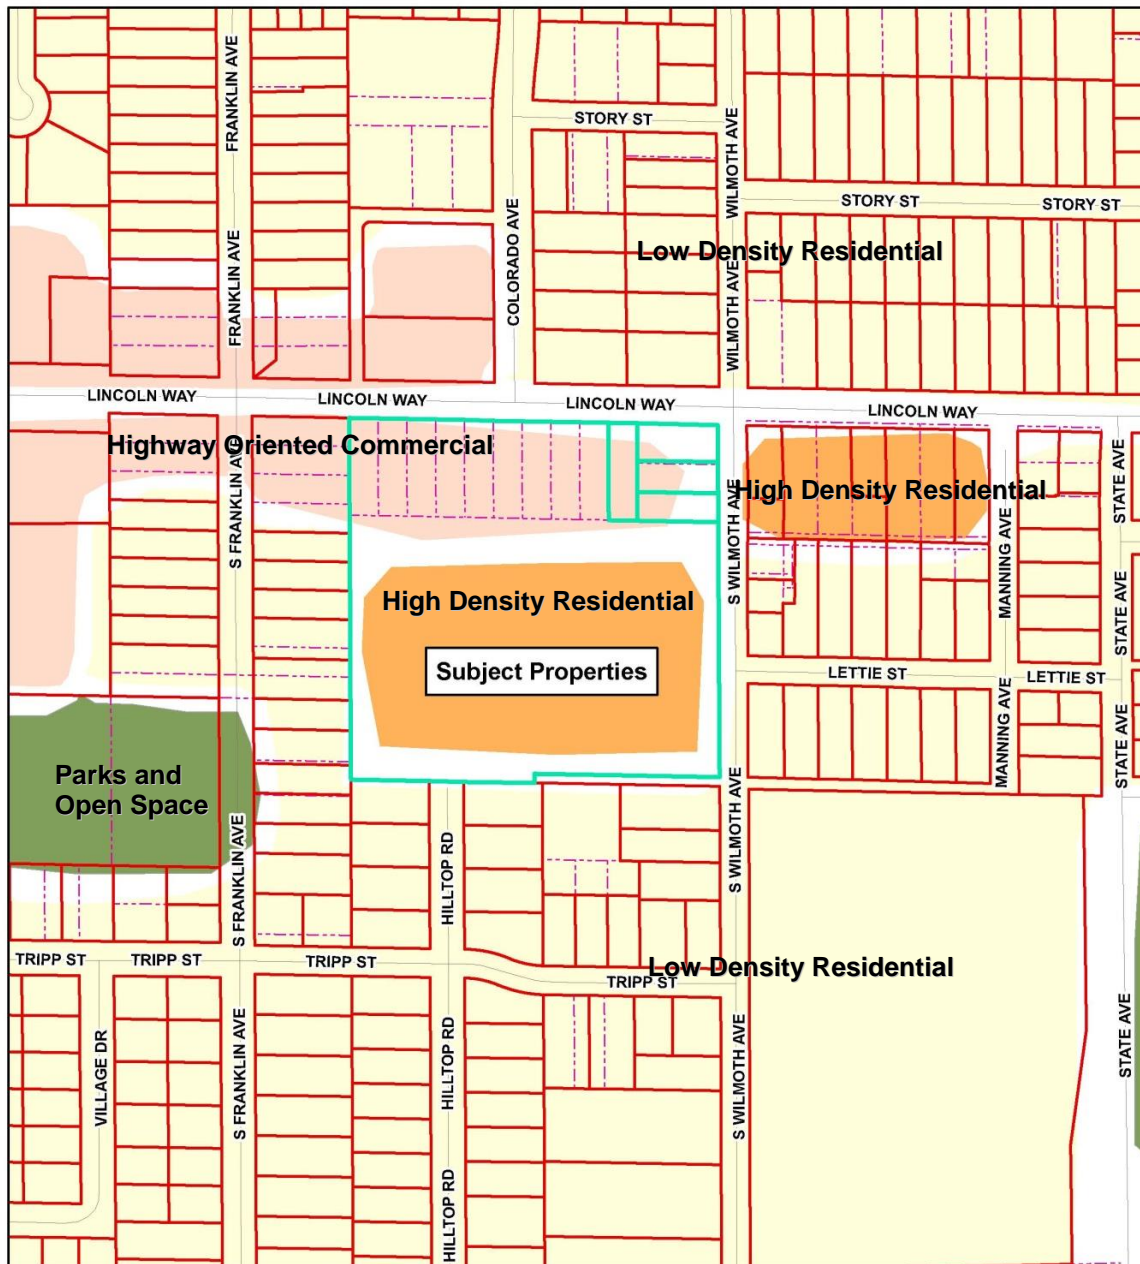 FRANKLIN AVE
STORY ST
WILMOTH AVE
STORY ST
STORY ST
FRANKLIN AVE
COLORADO AVE
Low Density Residential
WILMOTH AVE
LINCOLN WAY
LINCOLN WAY
LINCOLN WAY
LINCOLN WAY
Highway Oriented Commercial
S FRANKLIN AVE
S WILMOTH AVE
High Density Residential
STATE AVE
MANNING AVE
High Density Residential
STATE AVE
Subject Properties
LETTIE ST
LETTIE ST
MANNING AVE
STATE AVE
Parks and
Open Space
S FRANKLIN AVE
HILLTOP RD
S WILMOTH AVE
TRIPP ST
TRIPP ST
TRIPP ST
Low Density Residential
TRIPP ST
VILLAGE DR
S FRANKLIN AVE
HILLTOP RD
S WILMOTH AVE
STATE AVE
HILLTOP RD